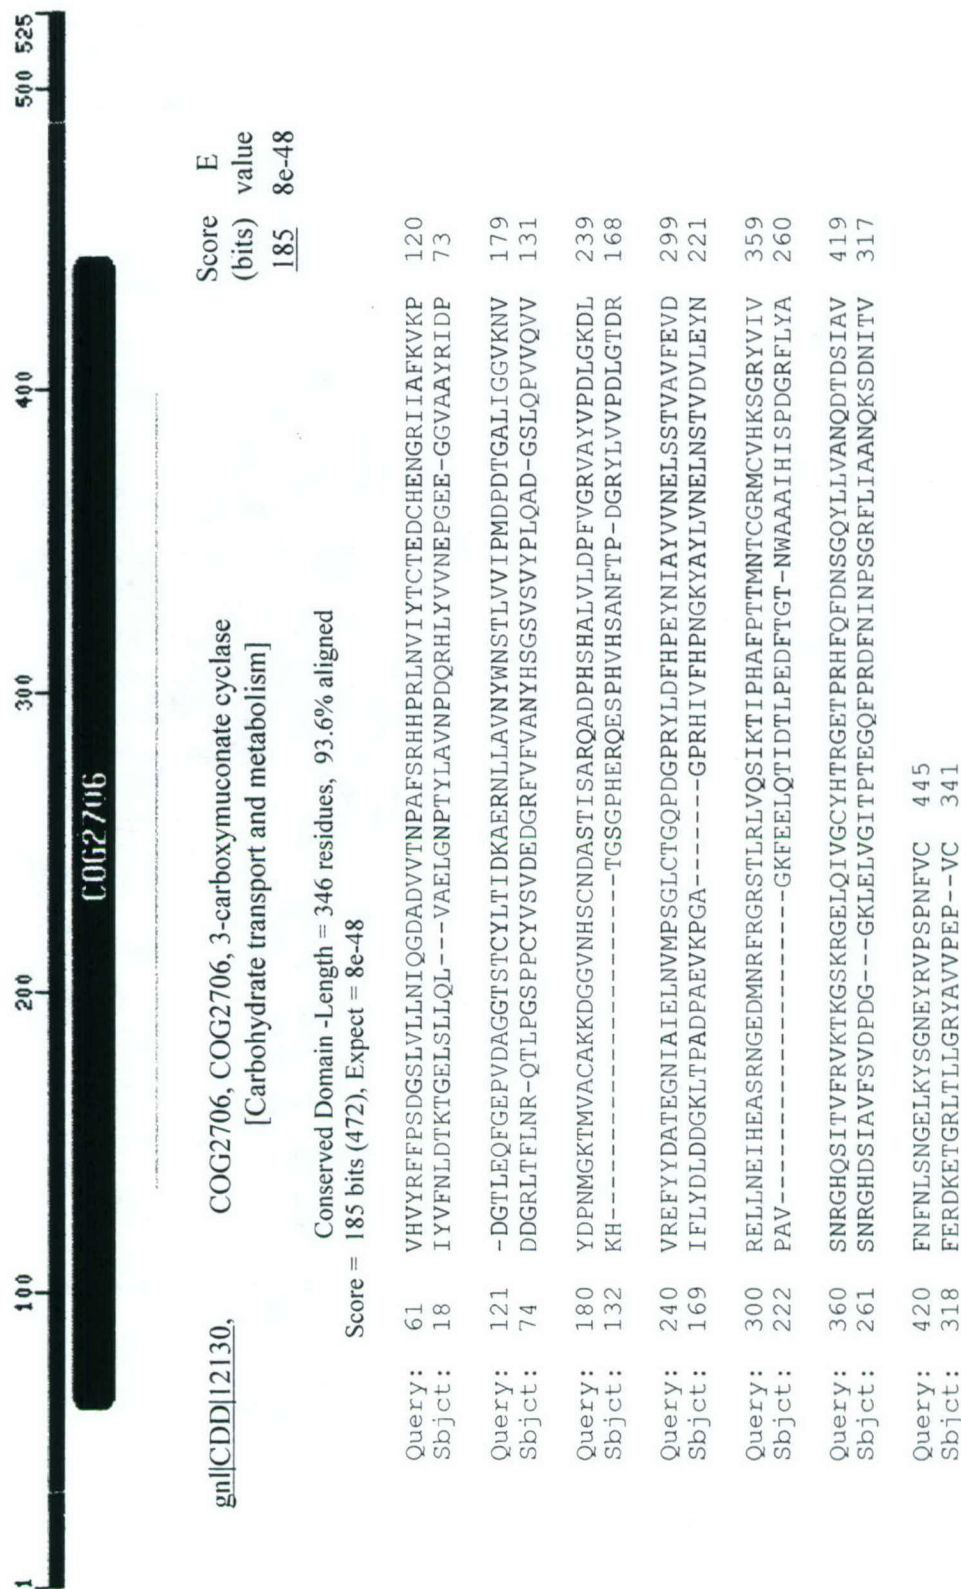 1 100 200 300 400 500 525
COG2706
Score E
(bits) value
gnl|CDD|12130, COG2706, COG2706, 3-carboxymuconate cyclase 185 8e-48
[Carbohydrate transport and metabolism]
Conserved Domain -Length = 346 residues, 93.6% aligned
Score = 185 bits (472), Expect = 8e-48
Query: 61 VHVYRFFPSDGSLVLLNIQGDADVVTNPAFSRHHPRLNVIYTCTEDCHENGRIIAFKVKP 120
Sbjct: 18 IYVFNLDTKTGELSLLQL---VAELGNPTYLAVNPDQRHLYVVNEPGEE-GGVAAYRIDP 73
Query: 121 -DGTLEQFGEPVDAGGTSTCYLTIDKAERNLLAVNYWNSTLVVIPMDPDTGALIGGVKNV 179
Sbjct: 74 DDGRLTFLNR-QTLPGSPPCYVSVDEDGRFVFVANYHSGSVSVYPLQAD-GSLQPVVQVV 131
Query: 180 YDPNMGKTMVACAKKDGGVNHSCNDASTISARQADPHSHALVLDPFVGRVAYVPDLGKDL 239
Sbjct: 132 KH---------------------TGSGPHERQESPHVHSANFTP-DGRYLVVPDLGTDR 168
Query: 240 VREFYYDATEGNIAIELNVMPSGLCTGQPDGPRYLDFHPEYNIAYVVNELSSTVAVFEVD 299
Sbjct: 169 IFLYDLDDGKLTPADPAEVKPGA-------GPRHIVFHPNGKYAYLVNELNSTVDVLEYN 221
Query: 300 RELLNEIHEASRNGEDMNRFRGRSTLRLVQSIKTIPHAFPTTMNTCGRMCVHKSGRYVIV 359
Sbjct: 222 PAV--------------------GKFEELQTIDTLPEDFTGT-NWAAAIHISPDGRFLYA 260
Query: 360 SNRGHQSITVFRVKTKGSKRGELQIVGCYHTRGETPRHFQFDNSGQYLLVANQDTDSIAV 419
Sbjct: 261 SNRGHDSIAVFSVDPDG---GKLELVGITPTEGQFPRDFNINPSGRFLIAANQKSDNITV 317
Query: 420 FNFNLSNGELKYSGNEYRVPSPNFVC 445
Sbjct: 318 FERDKETGRLTLLGRYAVVPEP--VC 341